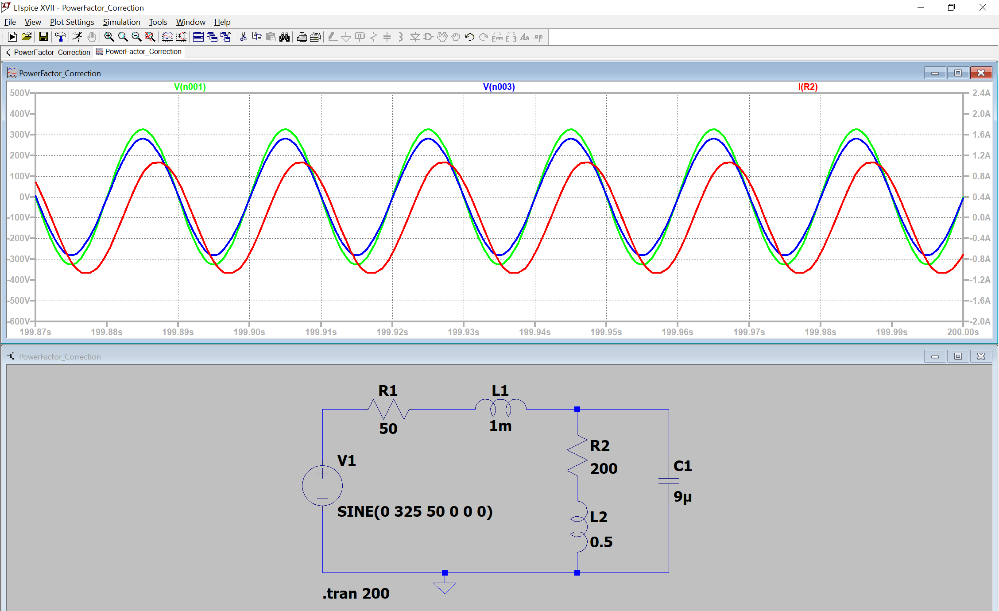 LTspice XVII - PowerFactor_Correction
File View Plot Settings Simulation Tools Window Help
PowerFactor_Correction PowerFactor_Correction
PowerFactor_Correction
V(n001) V(n003) I(R2)
500V 2.4A
400V 2.0A
300V 1.6A
200V 1.2A
100V 0.8A
0V 0.4A
-100V 0.0A
-200V -0.4A
-300V -0.8A
-400V -1.2A
-500V -1.6A
-600V -2.0A
199.87s 199.88s 199.89s 199.90s 199.91s 199.92s 199.93s 199.94s 199.95s 199.96s 199.97s 199.98s 199.99s 200.00s
PowerFactor_Correction
R1
50
L1
1m
R2
200
C1
9µ
V1
SINE(0 325 50 0 0 0)
L2
0.5
.tran 200